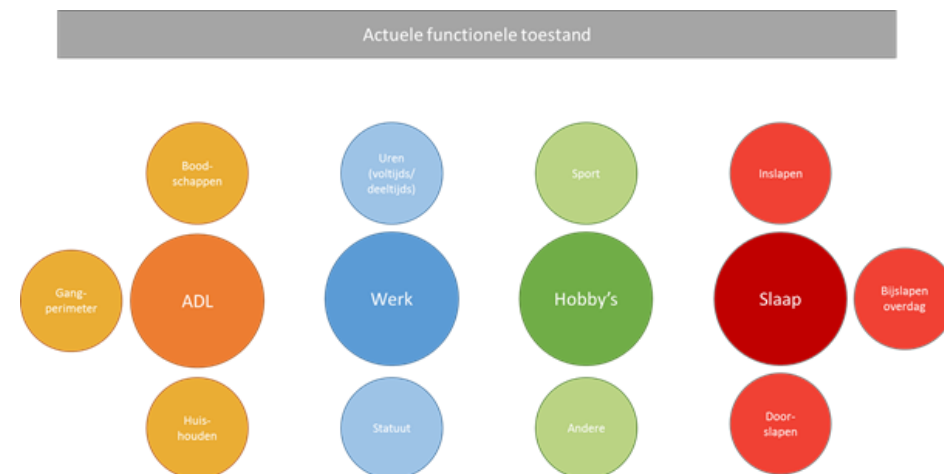 Actuele functionele toestand
Bood-
schappen
Uren
(voltijds/
deeltijds)
Sport
Inslapen
Gang-
perimeter
ADL
Werk
Hobby's
Slaap
Bijslapen
overdag
Huis-
houden
Statuut
Andere
Door-
slapen